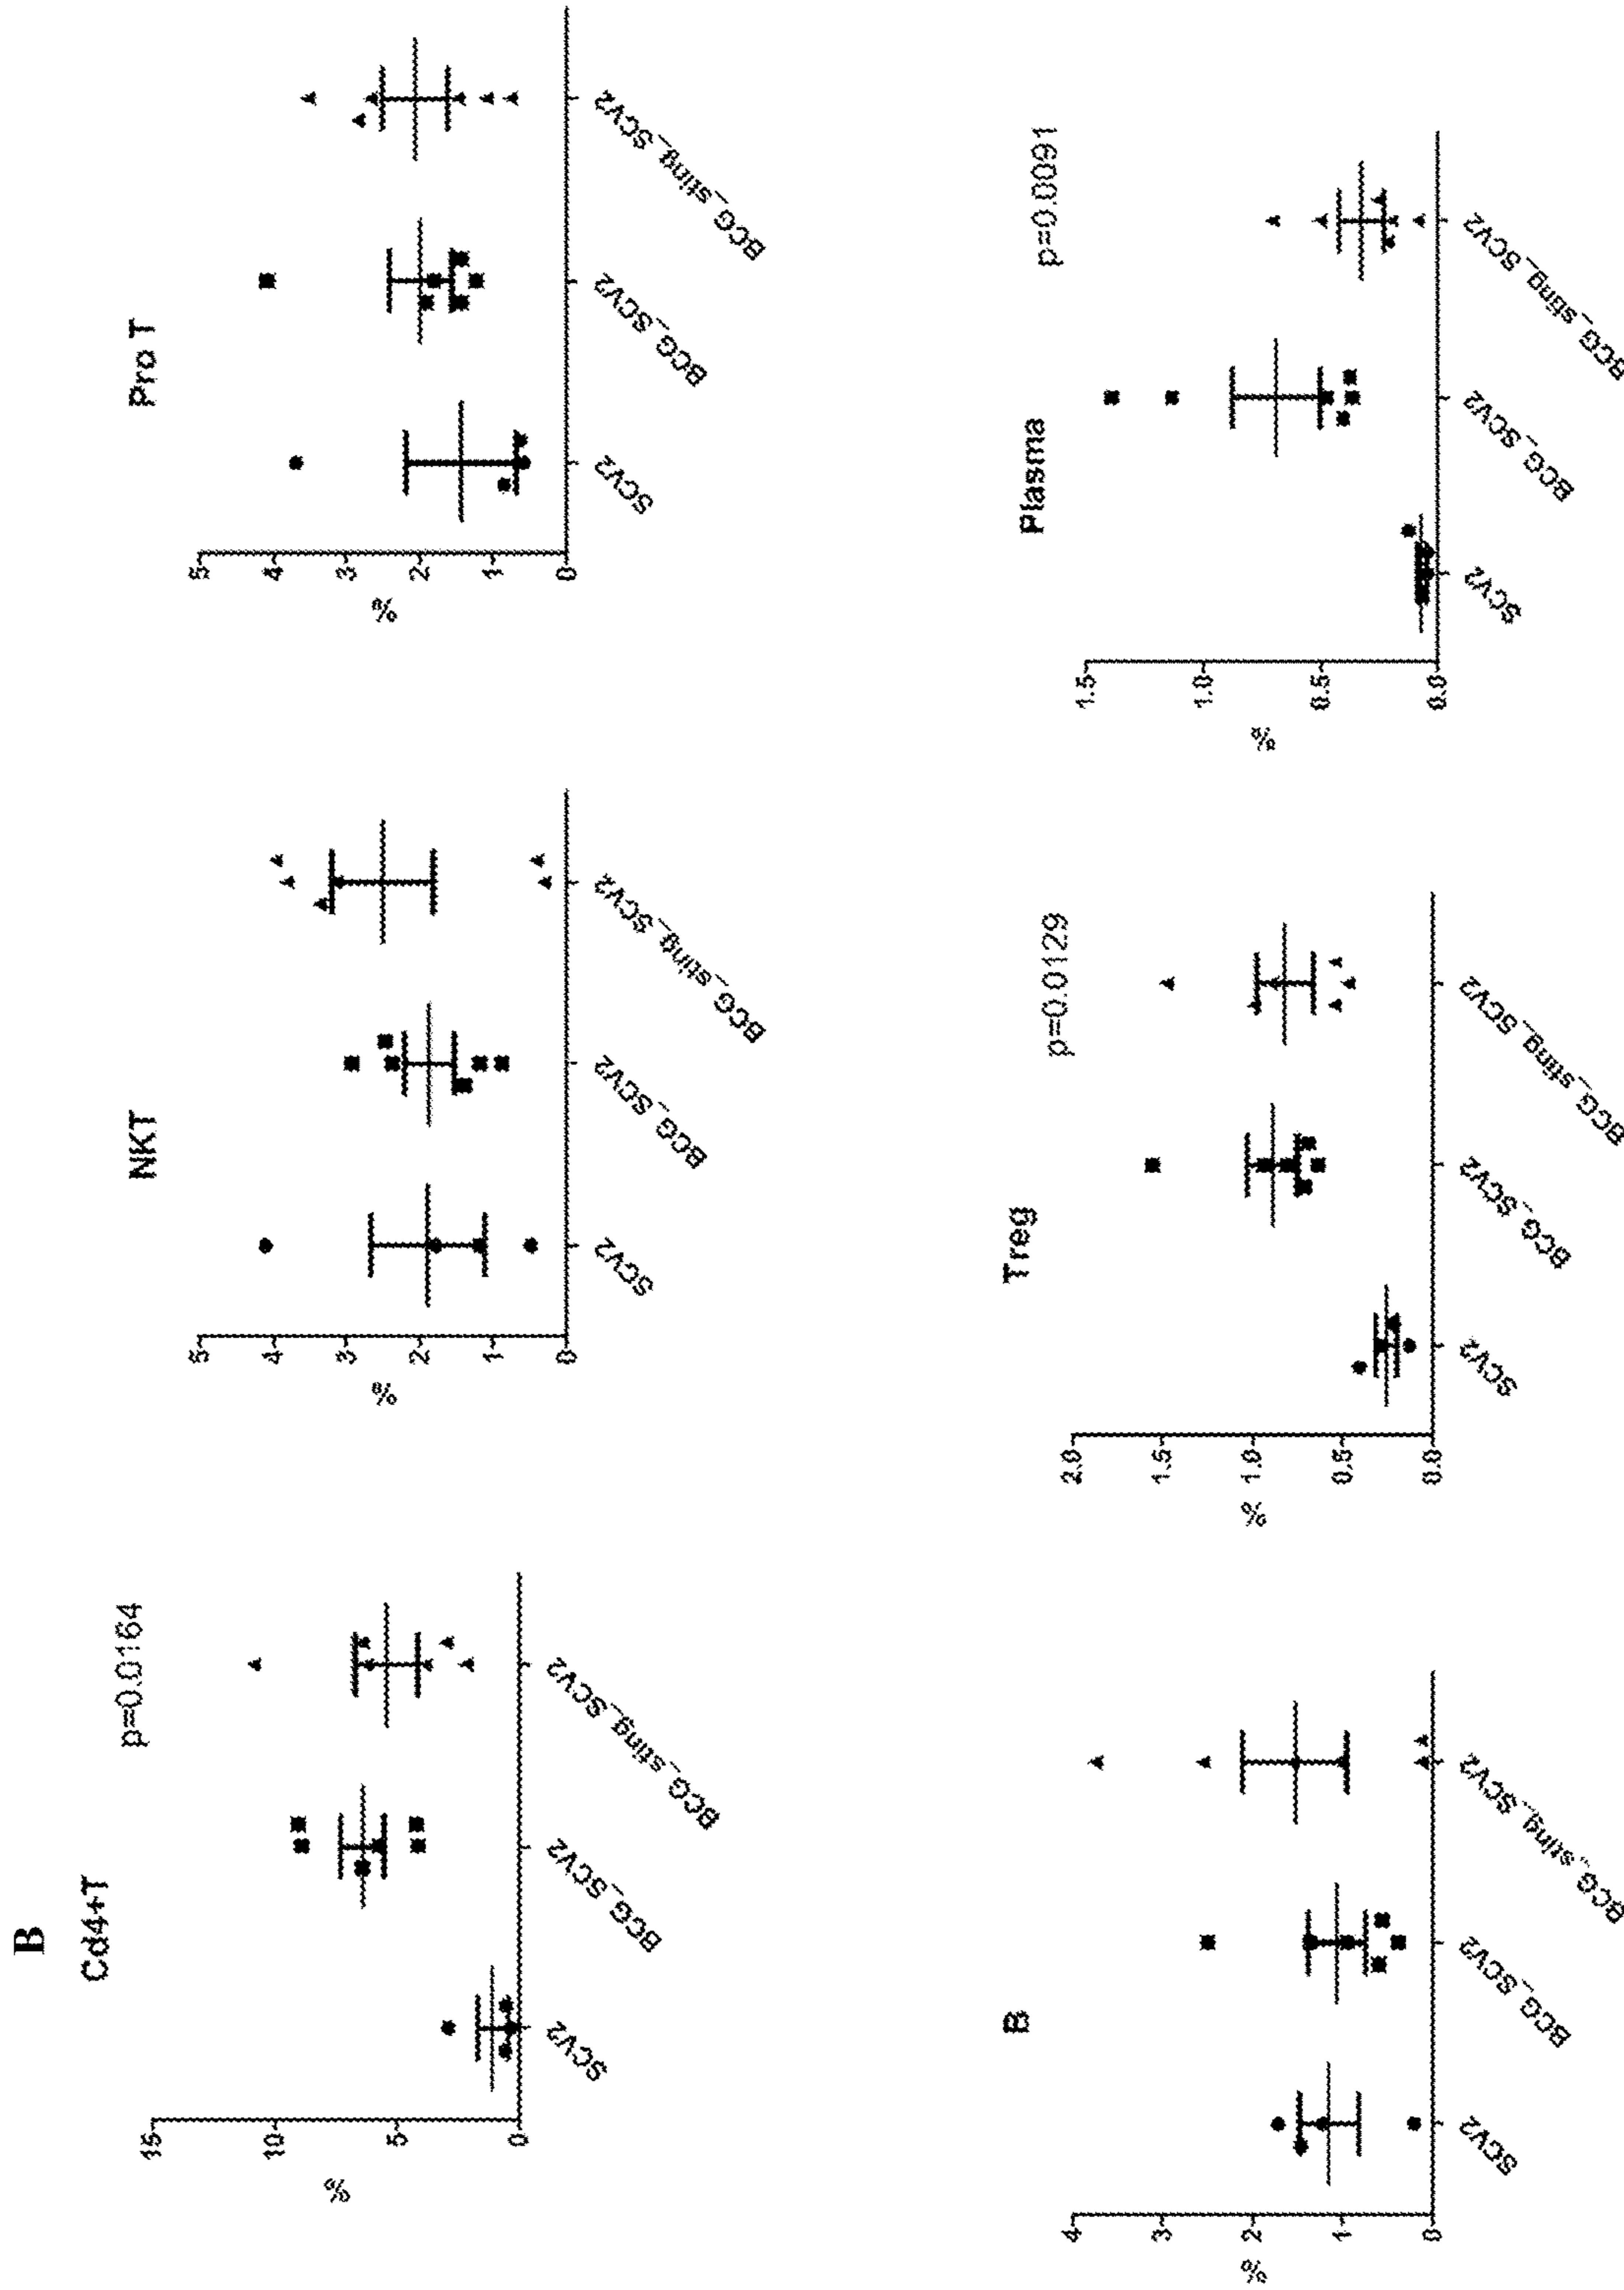 B
Cd4+T
p=0.0164
%
15
10
5
0
SCV2
BCG_SCV2
BCG_sting_SCV2
NKT
%
5
4
3
2
1
0
SCV2
BCG_SCV2
BCG_sting_SCV2
Pro T
%
5
4
3
2
1
0
SCV2
BCG_SCV2
BCG_sting_SCV2
B
%
4
3
2
1
0
SCV2
BCG_SCV2
BCG_sting_SCV2
Treg
p=0.0129
%
2.0
1.5
1.0
0.5
0.0
SCV2
BCG_SCV2
BCG_sting_SCV2
Plasma
p=0.0091
%
1.5
1.0
0.5
0.0
SCV2
BCG_SCV2
BCG_sting_SCV2